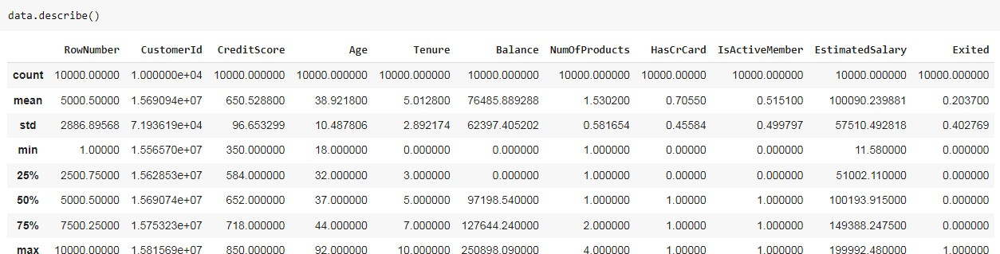 data.describe()
RowNumber CustomerId CreditScore Age Tenure Balance NumOfProducts HasCrCard IsActiveMember EstimatedSalary Exited
count 10000.00000 1.000000e+04 10000.000000 10000.000000 10000.000000 10000.000000 10000.000000 10000.00000 10000.000000 10000.000000 10000.000000
mean 5000.50000 1.569094e+07 650.528800 38.921800 5.012800 76485.889288 1.530200 0.70550 0.515100 100090.239881 0.203700
std 2886.89568 7.193619e+04 96.653299 10.487806 2.892174 62397.405202 0.581654 0.45584 0.499797 57510.492818 0.402769
min 1.00000 1.556570e+07 350.000000 18.000000 0.000000 0.000000 1.000000 0.00000 0.000000 11.580000 0.000000
25% 2500.75000 1.562853e+07 584.000000 32.000000 3.000000 0.000000 1.000000 0.00000 0.000000 51002.110000 0.000000
50% 5000.50000 1.569074e+07 652.000000 37.000000 5.000000 97198.540000 1.000000 1.00000 1.000000 100193.915000 0.000000
75% 7500.25000 1.575323e+07 718.000000 44.000000 7.000000 127644.240000 2.000000 1.00000 1.000000 149388.247500 0.000000
max 10000.00000 1.581569e+07 850.000000 92.000000 10.000000 250898.090000 4.000000 1.00000 1.000000 199992.480000 1.000000